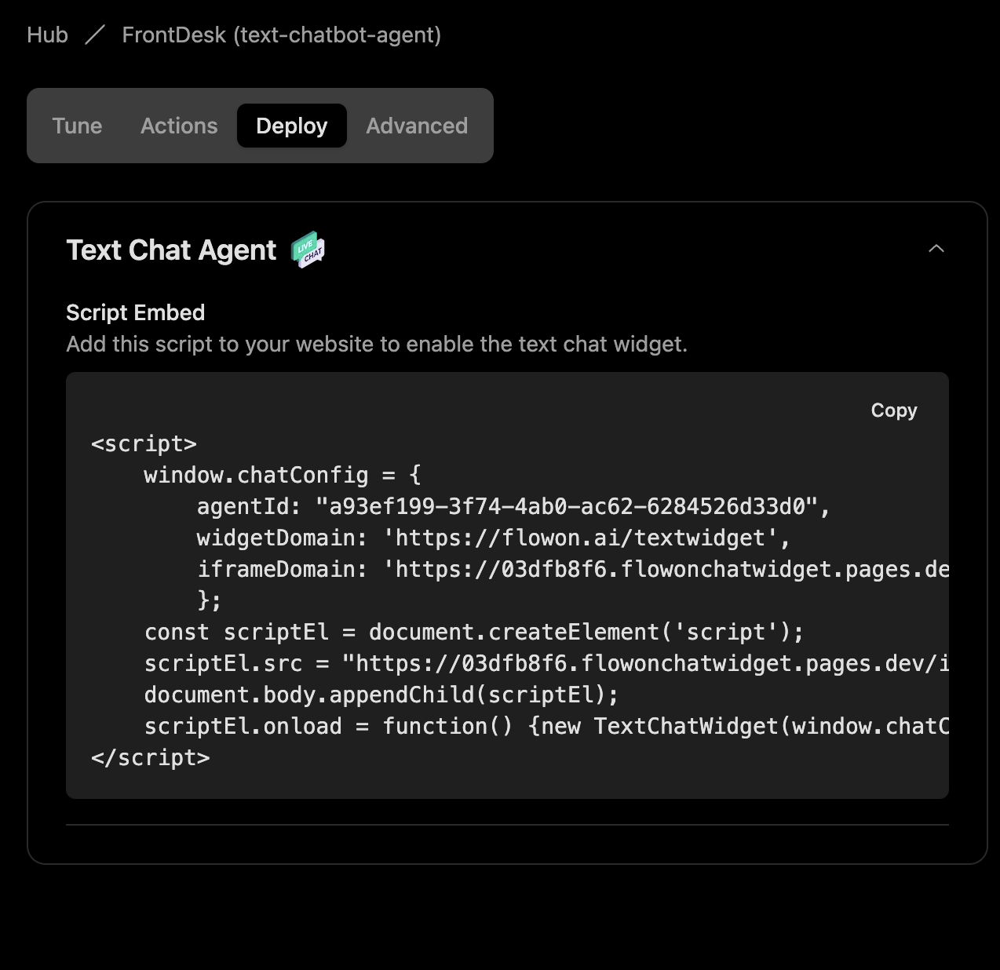 Hub / FrontDesk (text-chatbot-agent)
Tune Actions Deploy Advanced
Text Chat Agent LIVE CHAT
Script Embed
Add this script to your website to enable the text chat widget.
Copy
<script>
    window.chatConfig = {
        agentId: "a93ef199-3f74-4ab0-ac62-6284526d33d0",
        widgetDomain: 'https://flowon.ai/textwidget',
        iframeDomain: 'https://03dfb8f6.flowonchatwidget.pages.de
        };
    const scriptEl = document.createElement('script');
    scriptEl.src = "https://03dfb8f6.flowonchatwidget.pages.dev/i
    document.body.appendChild(scriptEl);
    scriptEl.onload = function() {new TextChatWidget(window.chatC
</script>